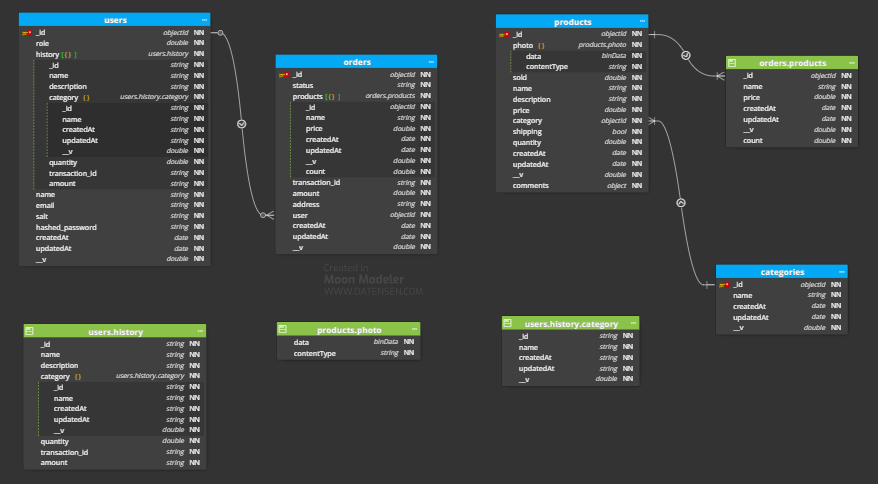 users
_id objectId NN
role double NN
history [{} ] users.history NN
_id string NN
name string NN
description string NN
category {} users.history.category NN
_id string NN
name string NN
createdAt string NN
updatedAt string NN
__v double NN
quantity double NN
transaction_id string NN
amount string NN
name string NN
email string NN
salt string NN
hashed_password string NN
createdAt date NN
updatedAt date NN
__v double NN
orders
_id objectId NN
status string NN
products [{} ] orders.products NN
_id objectId NN
name string NN
price double NN
createdAt date NN
updatedAt date NN
__v double NN
count double NN
transaction_id string NN
amount double NN
address string NN
user objectId NN
createdAt date NN
updatedAt date NN
__v double NN
products
_id objectId NN
photo {} products.photo NN
data binData NN
contentType string NN
sold double NN
name string NN
description string NN
price double NN
category objectId NN
shipping bool NN
quantity double NN
createdAt date NN
updatedAt date NN
__v double NN
comments object NN
orders.products
_id objectId NN
name string NN
price double NN
createdAt date NN
updatedAt date NN
__v double NN
count double NN
Created in
Moon Modeler
WWW.DATENSEN.COM
categories
_id objectId NN
name string NN
createdAt date NN
updatedAt date NN
__v double NN
users.history
_id string NN
name string NN
description string NN
category {} users.history.category NN
_id string NN
name string NN
createdAt string NN
updatedAt string NN
__v double NN
quantity double NN
transaction_id string NN
amount string NN
products.photo
data binData NN
contentType string NN
users.history.category
_id string NN
name string NN
createdAt string NN
updatedAt string NN
__v double NN